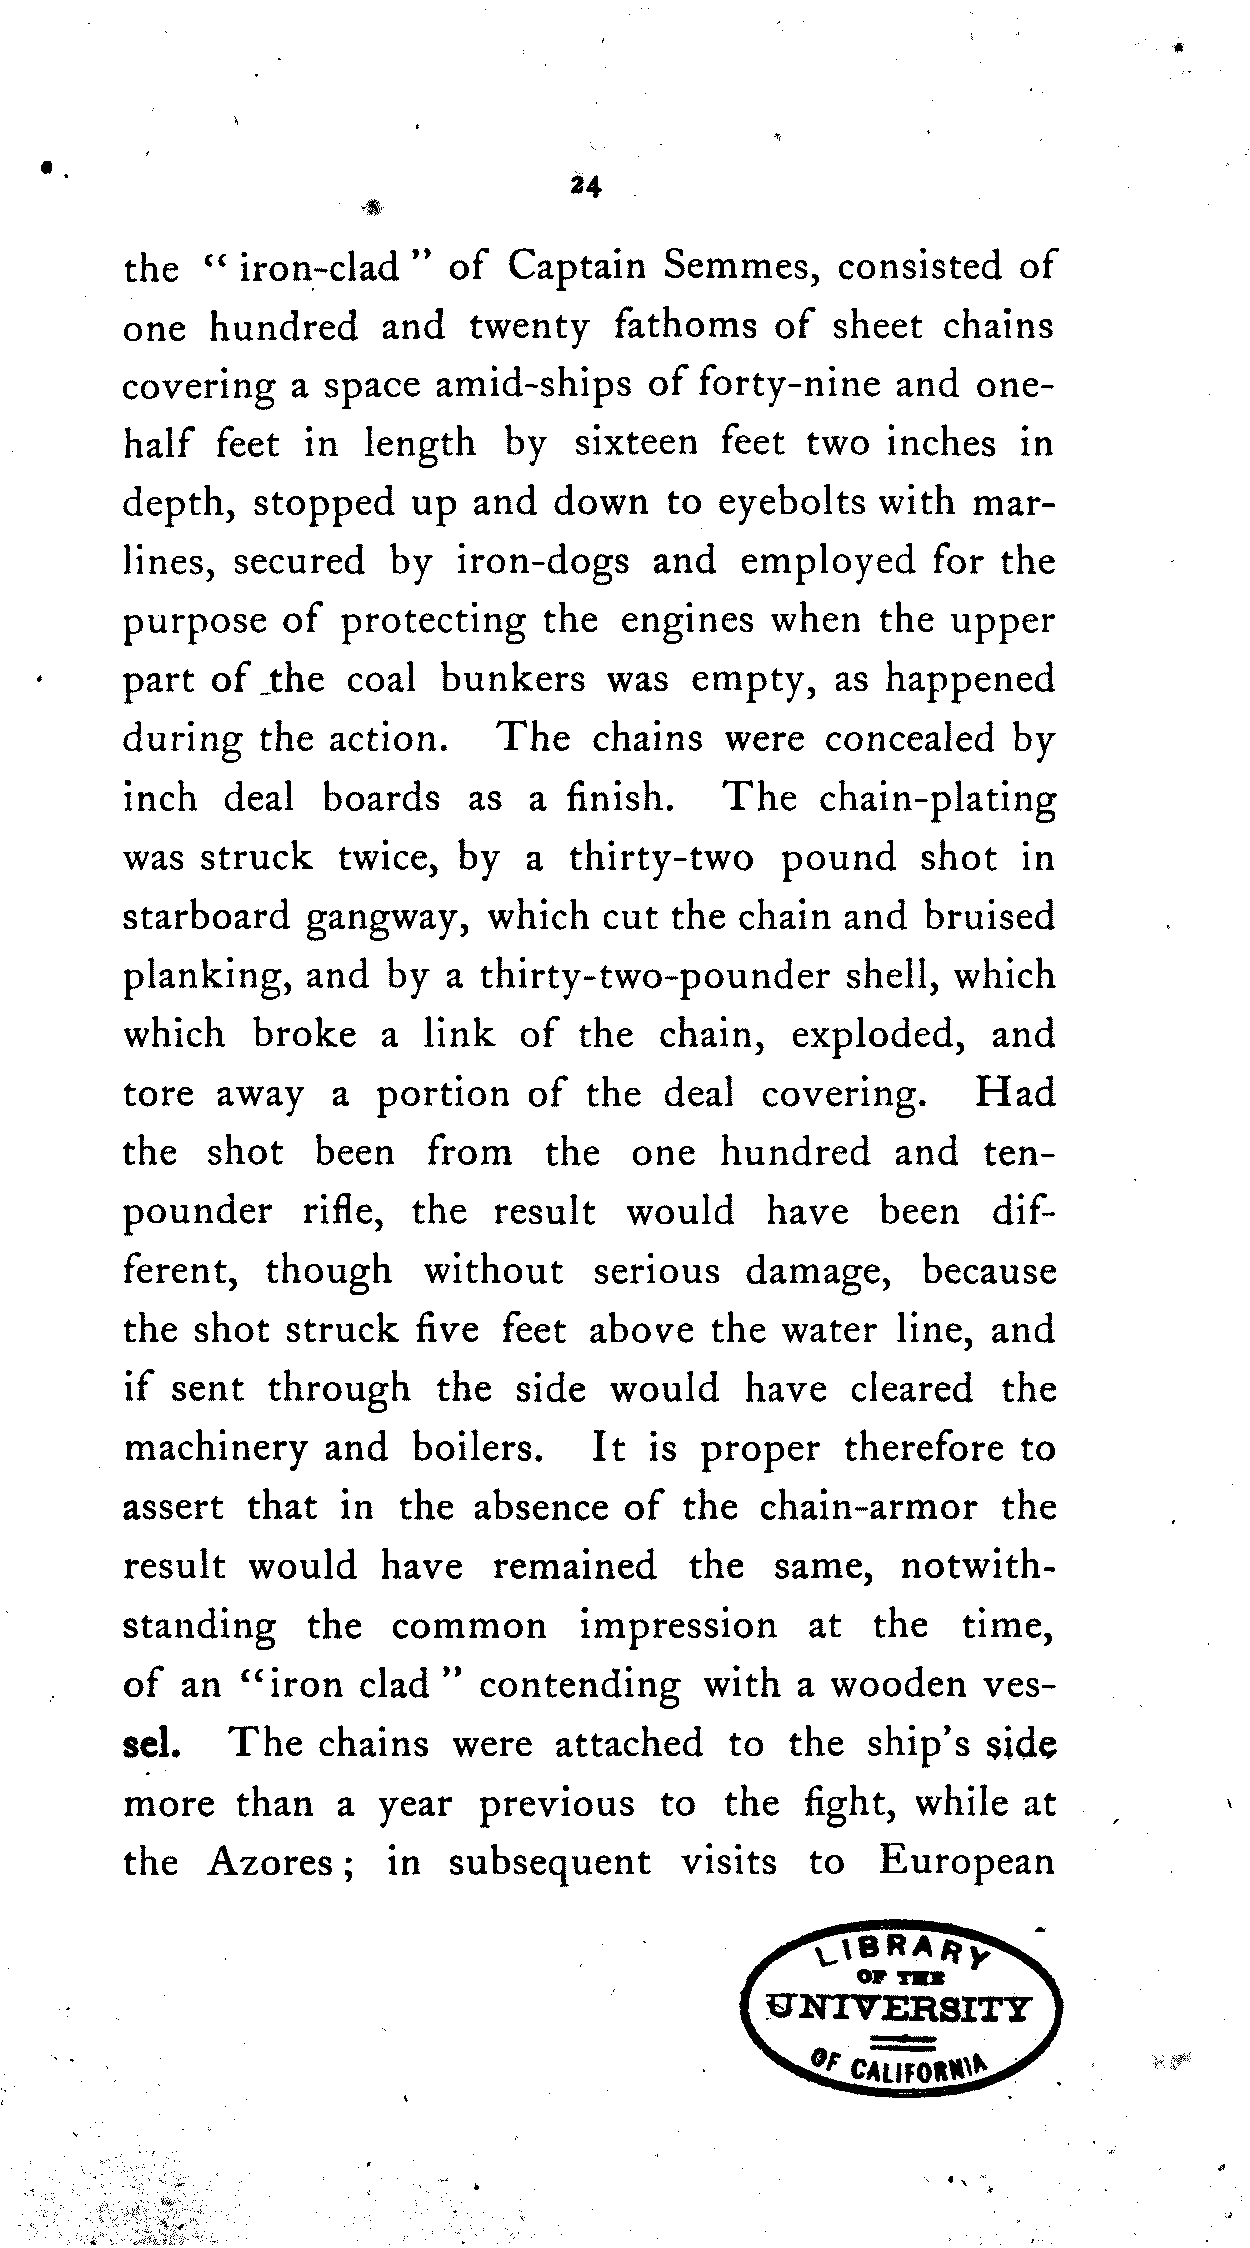 24
the “ iron-clad ” of Captain Semmes, consisted of
one hundred and twenty fathoms of sheet chains
covering a space amid-ships of forty-nine and one-
half feet in length by sixteen feet two inches in
depth, stopped up and down to eyebolts with mar-
lines, secured by iron-dogs and employed for the
purpose of protecting the engines when the upper
part of the coal bunkers was empty, as happened
during the action. The chains were concealed by
inch deal boards as a finish. The chain-plating
was struck twice, by a thirty-two pound shot in
starboard gangway, which cut the chain and bruised
planking, and by a thirty-two-pounder shell, which
which broke a link of the chain, exploded, and
tore away a portion of the deal covering. Had
the shot been from the one hundred and ten-
pounder rifle, the result would have been dif-
ferent, though without serious damage, because
the shot struck five feet above the water line, and
if sent through the side would have cleared the
machinery and boilers. It is proper therefore to
assert that in the absence of the chain-armor the
result would have remained the same, notwith-
standing the common impression at the time,
of an “iron clad ” contending with a wooden ves-
sel. The chains were attached to the ship's side
more than a year previous to the fight, while at
the Azores ; in subsequent visits to European
LIBRARY
OF THE
UNIVERSITY
OF CALIFORNIA